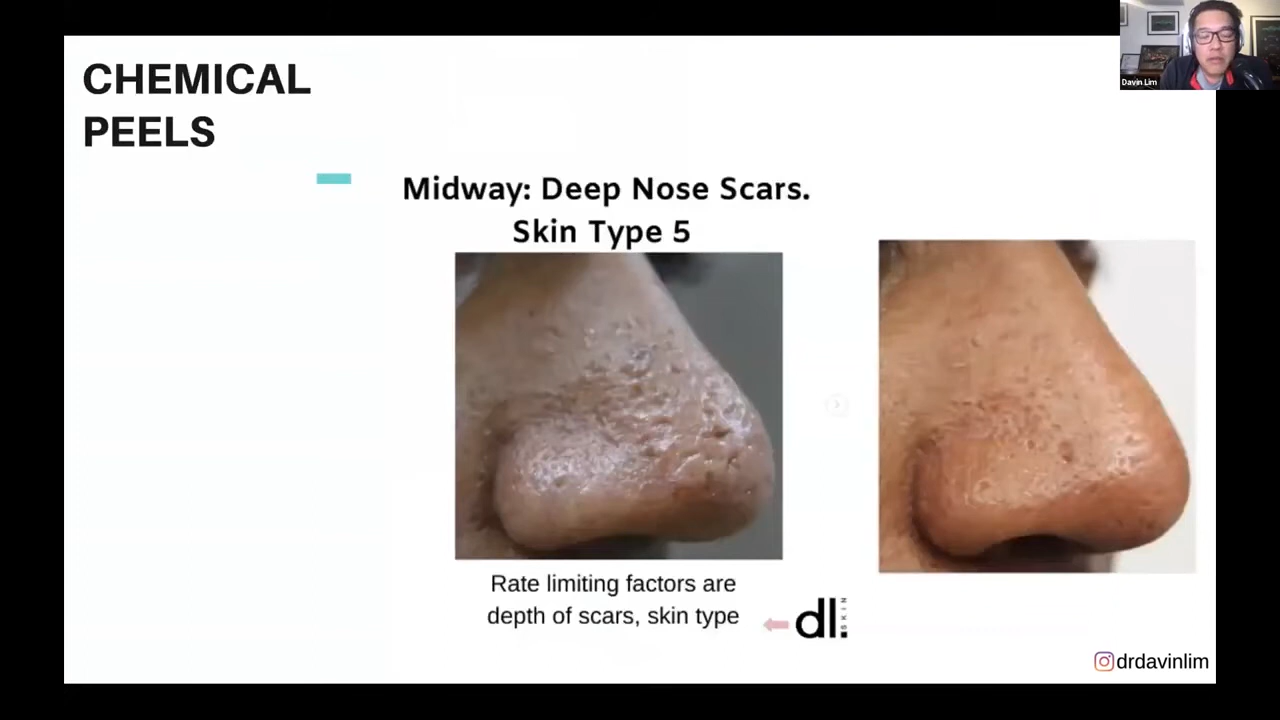 CHEMICAL
PEELS
Midway: Deep Nose Scars.
Skin Type 5
Rate limiting factors are
depth of scars, skin type
dl.
SKIN
drdavinlim
Davin Lim